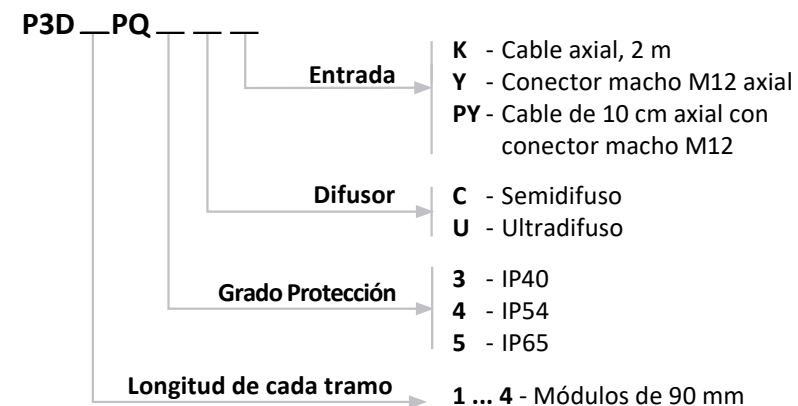 P3D __ PQ __ __ __
Entrada
K - Cable axial, 2 m
Y - Conector macho M12 axial
PY - Cable de 10 cm axial con
conector macho M12
Difusor
C - Semidifuso
U - Ultradifuso
Grado Protección
3 - IP40
4 - IP54
5 - IP65
Longitud de cada tramo
1 ... 4 - Módulos de 90 mm